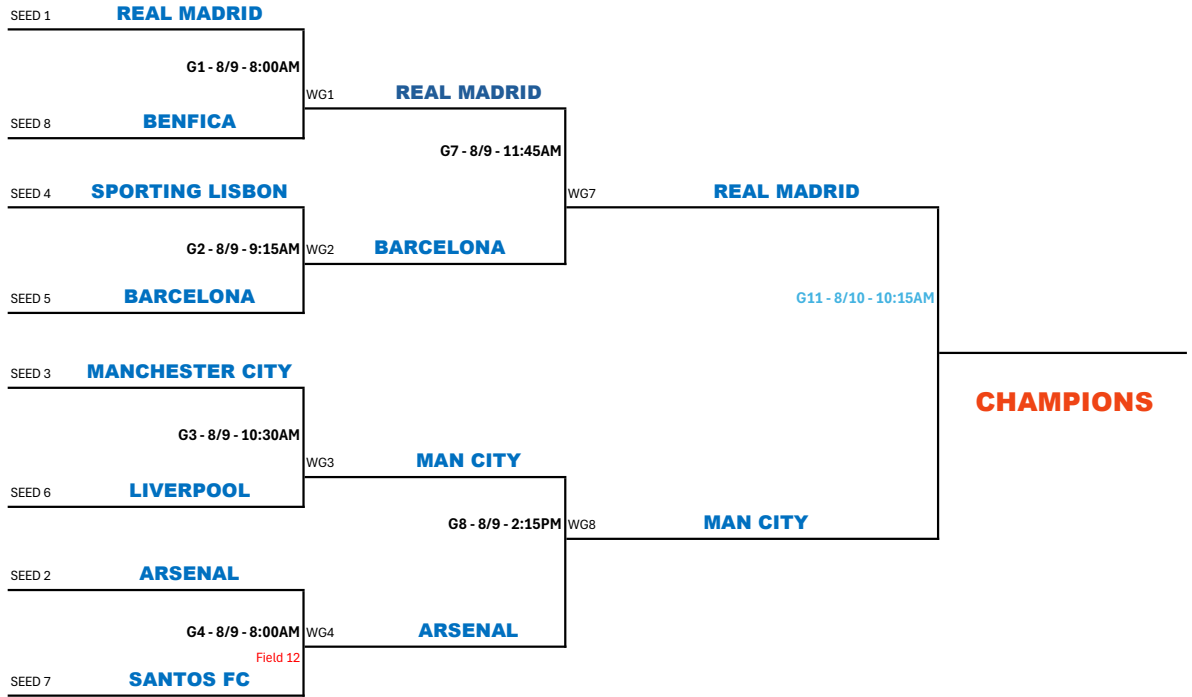 SEED 1 REAL MADRID
G1 - 8/9 - 8:00AM
WG1 REAL MADRID
SEED 8 BENFICA
G7 - 8/9 - 11:45AM
SEED 4 SPORTING LISBON
WG7 REAL MADRID
G2 - 8/9 - 9:15AM WG2 BARCELONA
SEED 5 BARCELONA
G11 - 8/10 - 10:15AM
SEED 3 MANCHESTER CITY
CHAMPIONS
G3 - 8/9 - 10:30AM
WG3 MAN CITY
SEED 6 LIVERPOOL
G8 - 8/9 - 2:15PM WG8 MAN CITY
SEED 2 ARSENAL
G4 - 8/9 - 8:00AM WG4 ARSENAL
Field 12
SEED 7 SANTOS FC